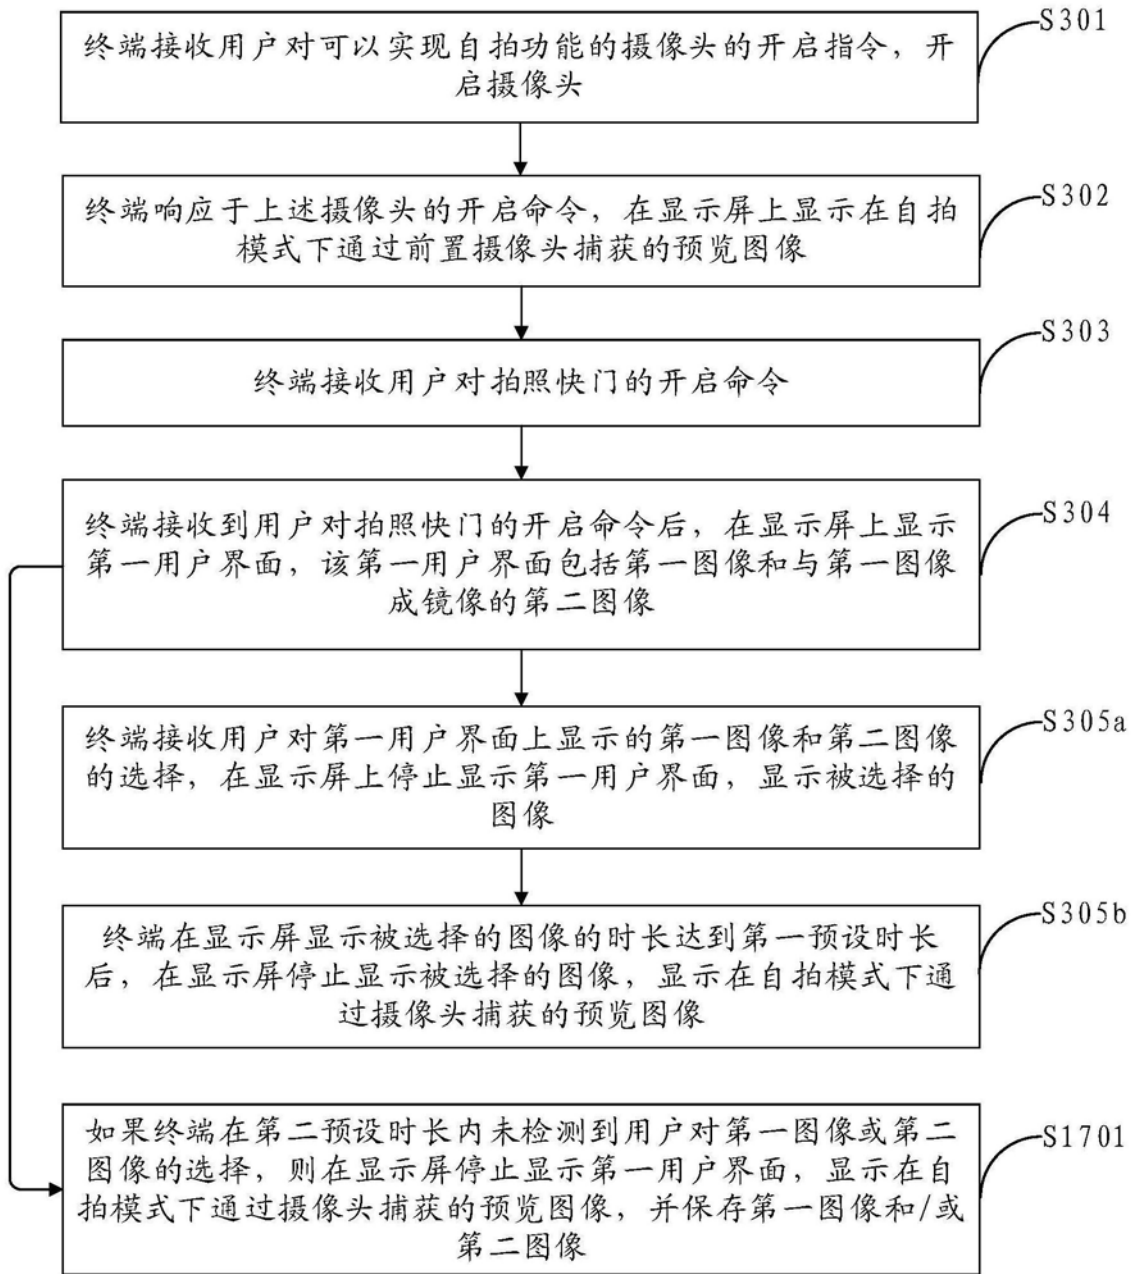 S301
终端接收用户对可以实现自拍功能的摄像头的开启指令，开
启摄像头
S302
终端响应于上述摄像头的开启命令，在显示屏上显示在自拍
模式下通过前置摄像头捕获的预览图像
S303
终端接收用户对拍照快门的开启命令
S304
终端接收到用户对拍照快门的开启命令后，在显示屏上显示
第一用户界面，该第一用户界面包括第一图像和与第一图像
成镜像的第二图像
S305a
终端接收用户对第一用户界面上显示的第一图像和第二图像
的选择，在显示屏上停止显示第一用户界面，显示被选择的
图像
S305b
终端在显示屏显示被选择的图像的时长达到第一预设时长
后，在显示屏停止显示被选择的图像，显示在自拍模式下通
过摄像头捕获的预览图像
S1701
如果终端在第二预设时长内未检测到用户对第一图像或第二
图像的选择，则在显示屏停止显示第一用户界面，显示在自
拍模式下通过摄像头捕获的预览图像，并保存第一图像和/或
第二图像